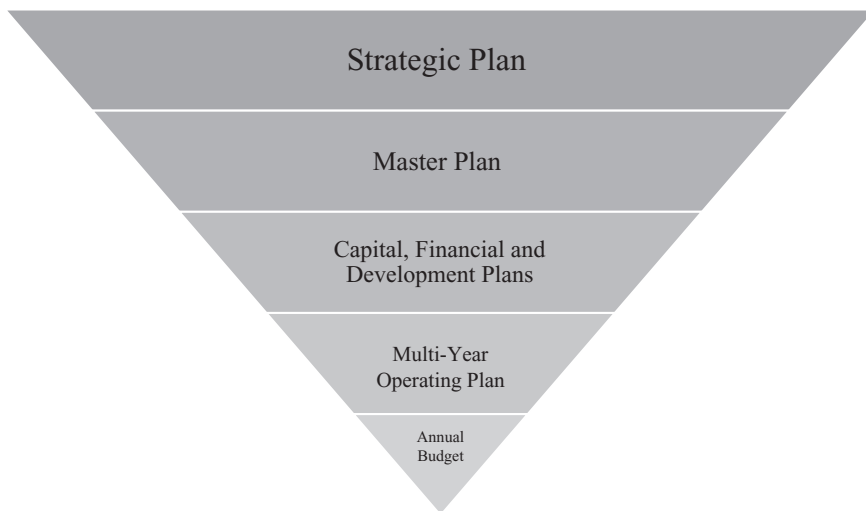 Strategic Plan
Master Plan
Capital, Financial and
Development Plans
Multi-Year
Operating Plan
Annual
Budget